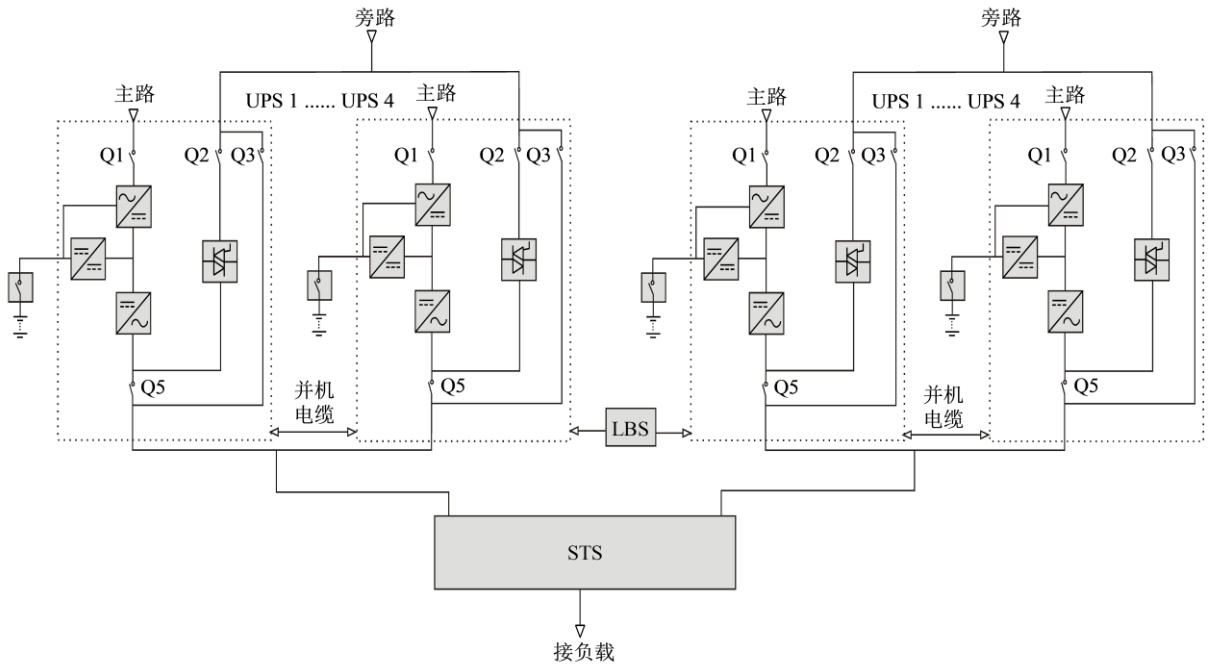 旁路
旁路
主路
UPS 1 ...... UPS 4
主路
主路
UPS 1 ...... UPS 4
主路
Q1
Q2
Q3
Q1
Q2
Q3
Q1
Q2
Q3
Q1
Q2
Q3
Q5
并机
电缆
Q5
LBS
Q5
并机
电缆
Q5
STS
接负载